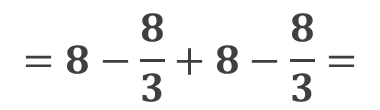 = 8 − 8/3 + 8 − 8/3 =